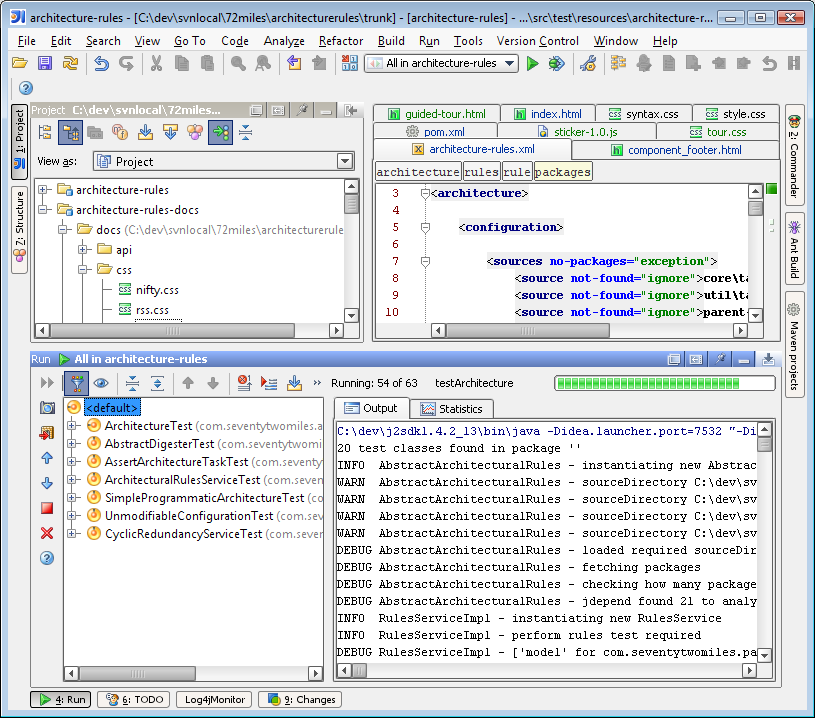 architecture-rules - [C:\dev\svnlocal\72miles\architecturerules\trunk] - [architecture-rules] - ...\src\test\resources\architecture-r...
File Edit Search View Go To Code Analyze Refactor Build Run Tools Version Control Window Help
All in architecture-rules
1: Project
7: Structure
Project C:\dev\svnlocal\72miles...
View as: Project
architecture-rules
architecture-rules-docs
docs (C:\dev\svnlocal\72miles\architecturerule
api
css
nifty.css
rss.css
guided-tour.html index.html syntax.css style.css
pom.xml sticker-1.0.js tour.css
architecture-rules.xml component_footer.html
architecture rules rule packages
3 <architecture>
4
5 <configuration>
6
7 <sources no-packages="exception">
8 <source not-found="ignore">core\ta
9 <source not-found="ignore">util\ta
10 <source not-found="ignore">parent-
2: Commander
Ant Build
Maven projects
Run All in architecture-rules
Running: 54 of 63 testArchitecture
<default>
ArchitectureTest (com.seventytwomiles.a
AbstractDigesterTest (com.seventytwomi
AssertArchitectureTaskTest (com.sevent
ArchitecturalRulesServiceTest (com.seve
SimpleProgrammaticArchitectureTest (co
UnmodifiableConfigurationTest (com.sev
CyclicRedundancyServiceTest (com.seve
Output Statistics
C:\dev\j2sdk1.4.2_13\bin\java -Didea.launcher.port=7532 "-Di
20 test classes found in package ''
INFO AbstractArchitecturalRules - instantiating new Abstrac
WARN AbstractArchitecturalRules - sourceDirectory C:\dev\sv
WARN AbstractArchitecturalRules - sourceDirectory C:\dev\sv
WARN AbstractArchitecturalRules - sourceDirectory C:\dev\sv
WARN AbstractArchitecturalRules - sourceDirectory C:\dev\sv
DEBUG AbstractArchitecturalRules - loaded required sourceDir
DEBUG AbstractArchitecturalRules - fetching packages
DEBUG AbstractArchitecturalRules - checking how many package
DEBUG AbstractArchitecturalRules - jdepend found 21 to analy
INFO RulesServiceImpl - instantiating new RulesService
INFO RulesServiceImpl - perform rules test required
DEBUG RulesServiceImpl - ['model' for com.seventytwomiles.pa
4: Run 6: TODO Log4jMonitor 9: Changes